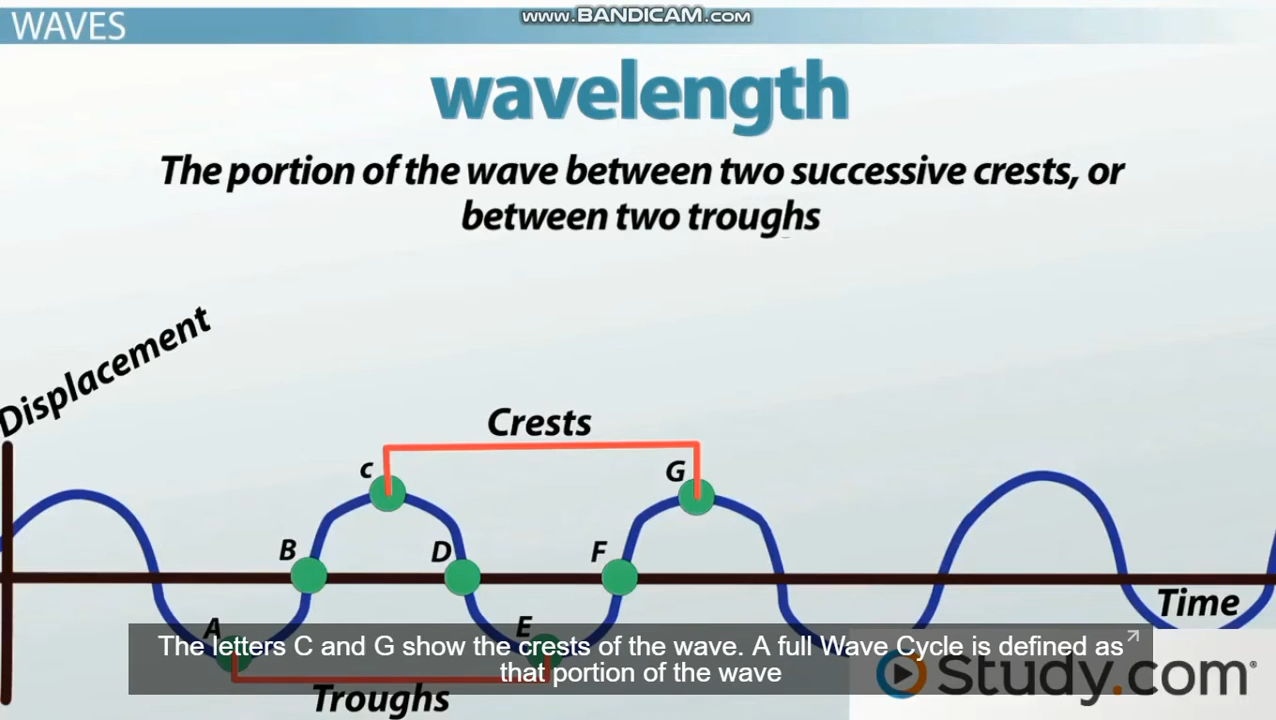 WAVES
www.BANDICAM.com
wavelength
The portion of the wave between two successive crests, or
between two troughs
Displacement
Crests
c
G
B
D
F
Time
A
E
The letters C and G show the crests of the wave. A full Wave Cycle is defined as
that portion of the wave
Troughs
Study.com®